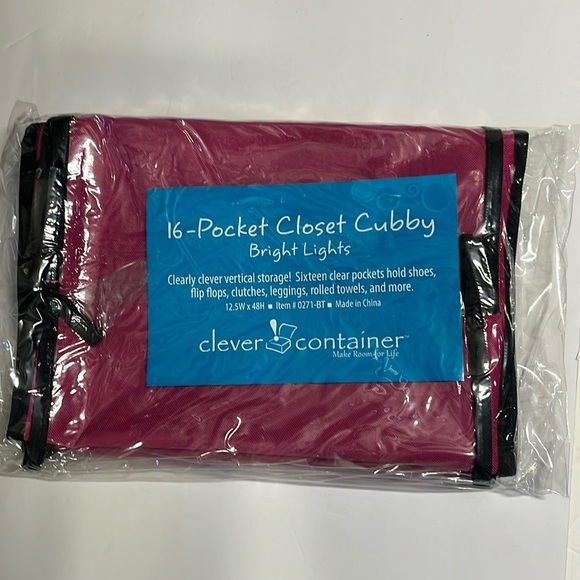 16-Pocket Closet Cubby
Bright Lights
Clearly clever vertical storage! Sixteen clear pockets hold shoes,
flip flops, clutches, leggings, rolled towels, and more.
12.5W x 48H ■ Item # 0271-BT ■ Made in China
clever container™
Make Room for Life